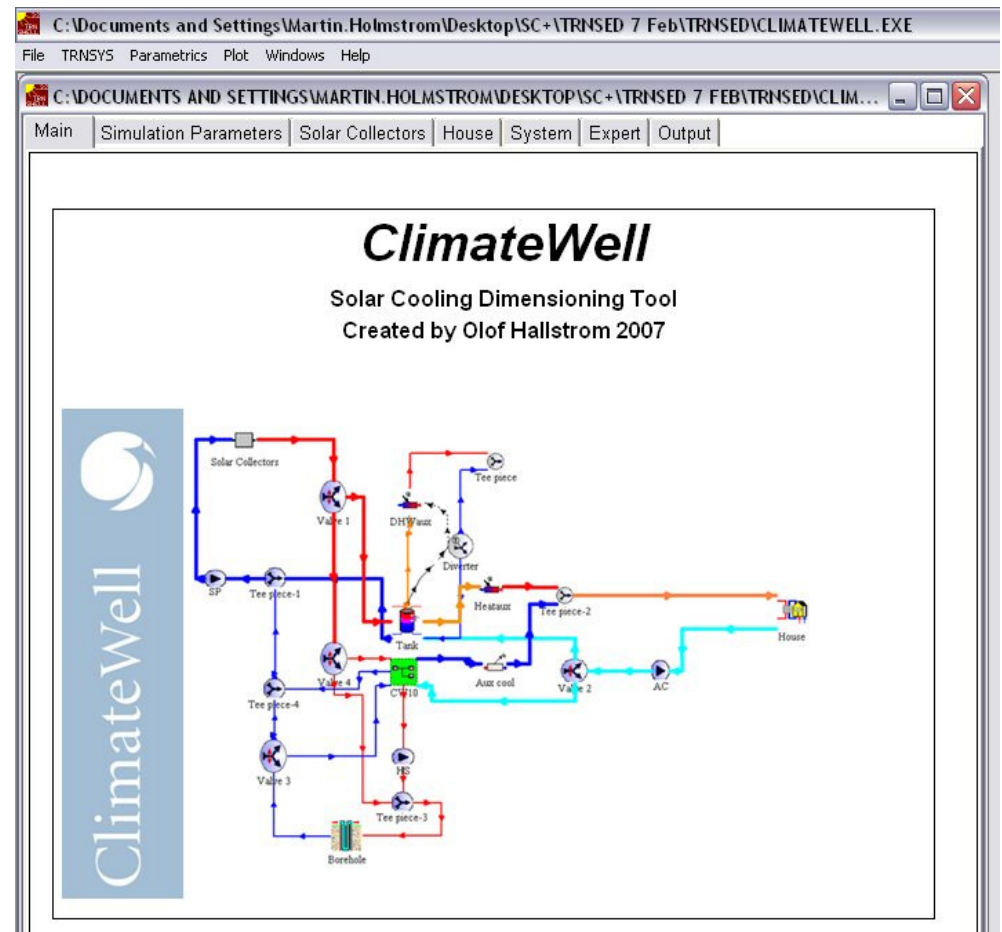 C:\Documents and Settings\Martin.Holmstrom\Desktop\SC+\TRNSED 7 Feb\TRNSED\CLIMATEWELL.EXE
File TRNSYS Parametrics Plot Windows Help
C:\DOCUMENTS AND SETTINGS\MARTIN.HOLMSTROM\DESKTOP\SC+\TRNSED 7 FEB\TRNSED\CLIM...
Main Simulation Parameters Solar Collectors House System Expert Output
ClimateWell
Solar Cooling Dimensioning Tool
Created by Olof Hallstrom 2007
ClimateWell
Solar Collectors
Tee piece
Valve 1
DHWaux
Diverter
SP
Tee piece-1
Heataux
Tee piece-2
House
Tank
Valve 4
CW10
Aux cool
Valve 2
AC
Tee piece-4
Valve 3
HS
Tee piece-3
Borehole